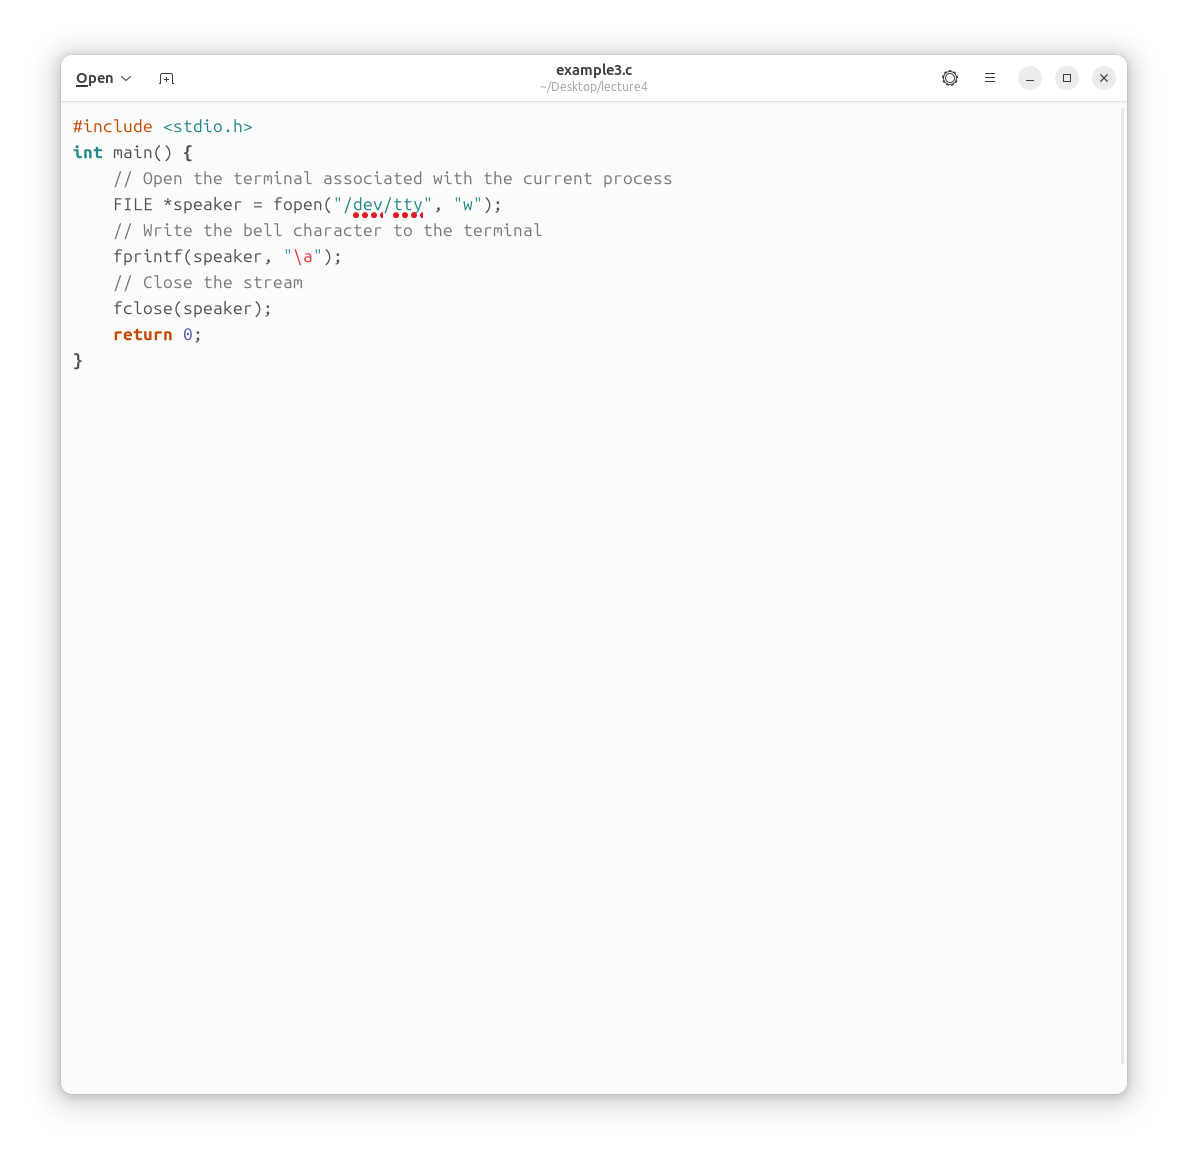 Open
example3.c
~/Desktop/lecture4
#include <stdio.h>
int main() {
    // Open the terminal associated with the current process
    FILE *speaker = fopen("/dev/tty", "w");
    // Write the bell character to the terminal
    fprintf(speaker, "\a");
    // Close the stream
    fclose(speaker);
    return 0;
}